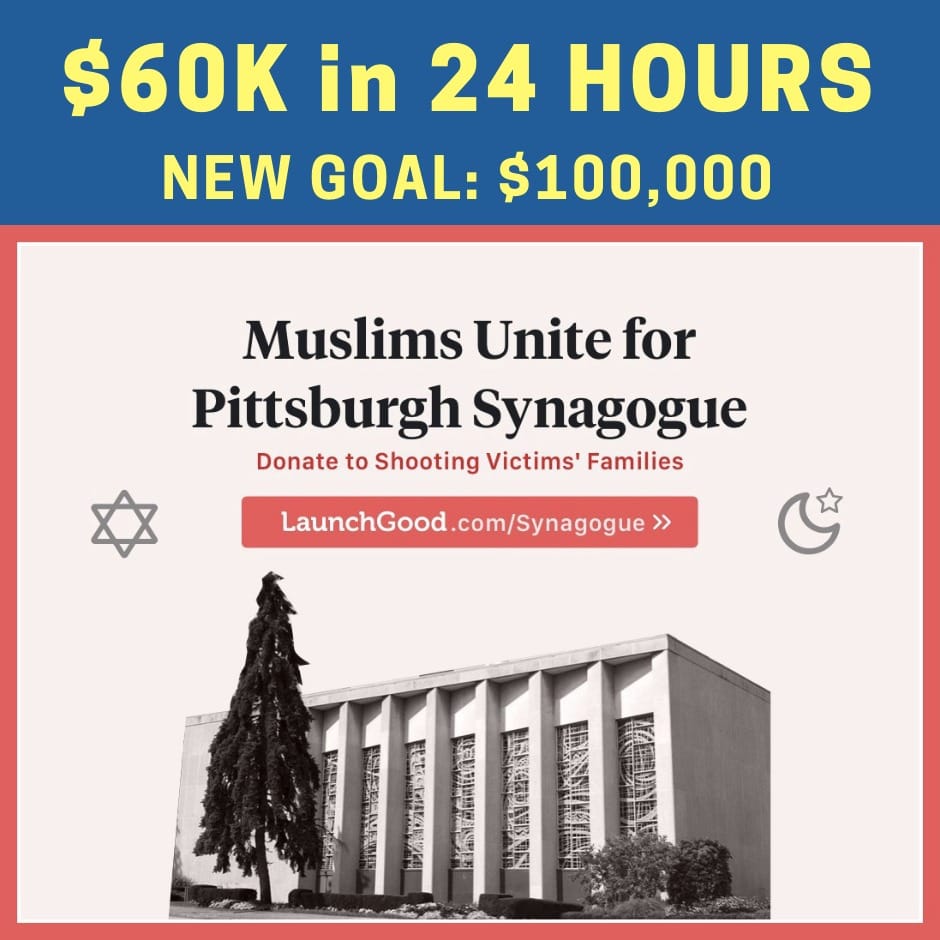 $60K in 24 HOURS
NEW GOAL: $100,000
Muslims Unite for
Pittsburgh Synagogue
Donate to Shooting Victims' Families
LaunchGood.com/Synagogue »